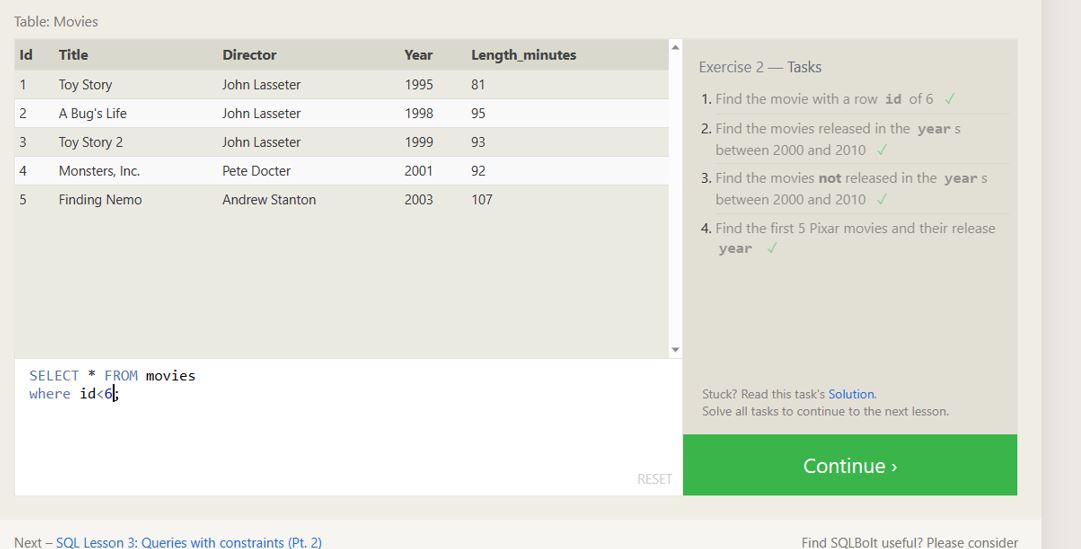 Table: Movies
Id Title Director Year Length_minutes
1 Toy Story John Lasseter 1995 81
2 A Bug's Life John Lasseter 1998 95
3 Toy Story 2 John Lasseter 1999 93
4 Monsters, Inc. Pete Docter 2001 92
5 Finding Nemo Andrew Stanton 2003 107
SELECT * FROM movies
where id<6;
RESET
Exercise 2 — Tasks
1. Find the movie with a row id of 6 ✓
2. Find the movies released in the year s
between 2000 and 2010 ✓
3. Find the movies not released in the year s
between 2000 and 2010 ✓
4. Find the first 5 Pixar movies and their release
year ✓
Stuck? Read this task's Solution.
Solve all tasks to continue to the next lesson.
Continue ›
Next – SQL Lesson 3: Queries with constraints (Pt. 2)
Find SQLBolt useful? Please consider